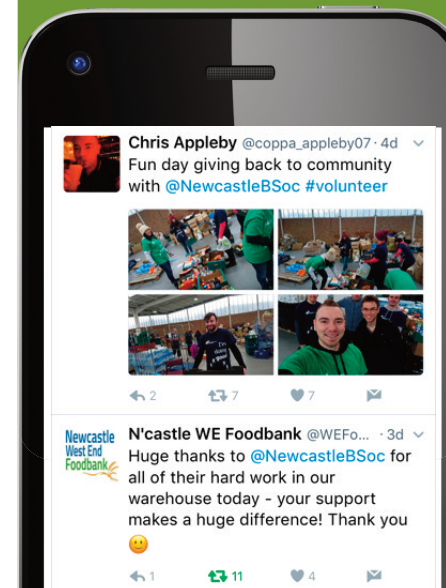 Chris Appleby @coppa_appleby07 · 4d
Fun day giving back to community
with @NewcastleBSoc #volunteer
2 7 7
Newcastle
West End
Foodbank
N'castle WE Foodbank @WEFo... · 3d
Huge thanks to @NewcastleBSoc for
all of their hard work in our
warehouse today - your support
makes a huge difference! Thank you
1 11 4